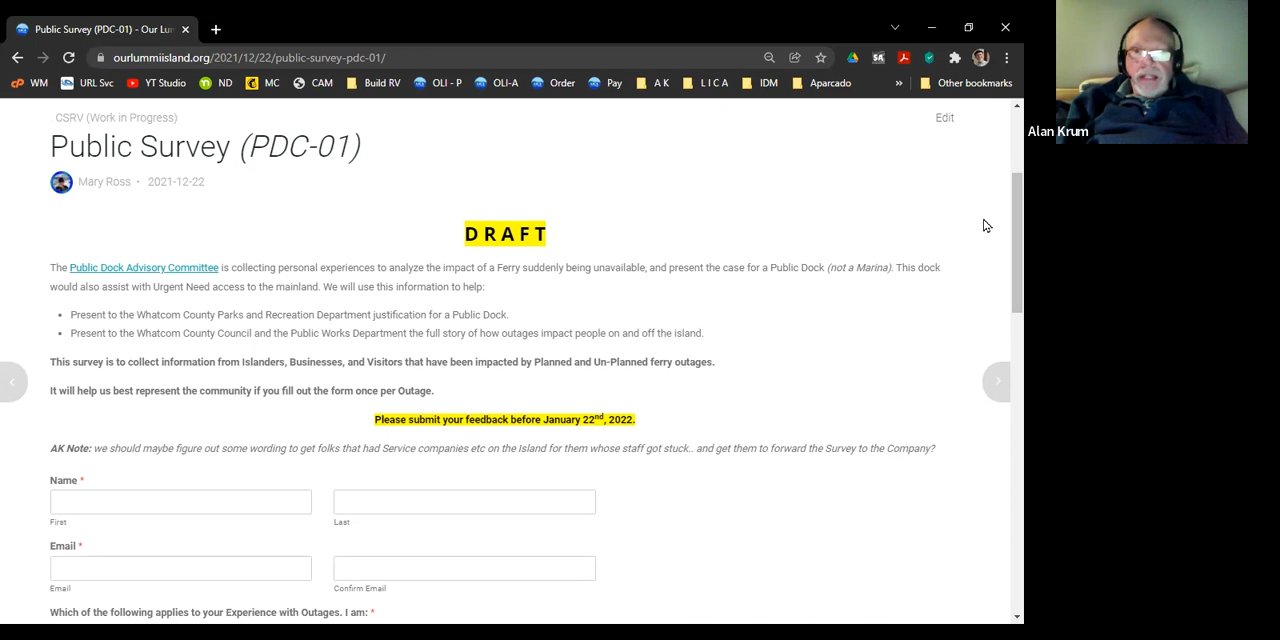 Public Survey (PDC-01) - Our Lum
ourlummiisland.org/2021/12/22/public-survey-pdc-01/
WM URL Svc YT Studio ND MC CAM Build RV OLI - P OLI-A Order Pay A K L I C A IDM Aparcado » Other bookmarks
. CSRV (Work in Progress) Edit
Public Survey (PDC-01)
Mary Ross • 2021-12-22
D R A F T
The Public Dock Advisory Committee is collecting personal experiences to analyze the impact of a Ferry suddenly being unavailable, and present the case for a Public Dock (not a Marina). This dock
would also assist with Urgent Need access to the mainland. We will use this information to help:
• Present to the Whatcom County Parks and Recreation Department justification for a Public Dock.
• Present to the Whatcom County Council and the Public Works Department the full story of how outages impact people on and off the island.
This survey is to collect information from Islanders, Businesses, and Visitors that have been impacted by Planned and Un-Planned ferry outages.
It will help us best represent the community if you fill out the form once per Outage.
Please submit your feedback before January 22nd, 2022.
AK Note: we should maybe figure out some wording to get folks that had Service companies etc on the Island for them whose staff got stuck.. and get them to forward the Survey to the Company?
Name *
First Last
Email *
Email Confirm Email
Which of the following applies to your Experience with Outages. I am: *
Alan Krum